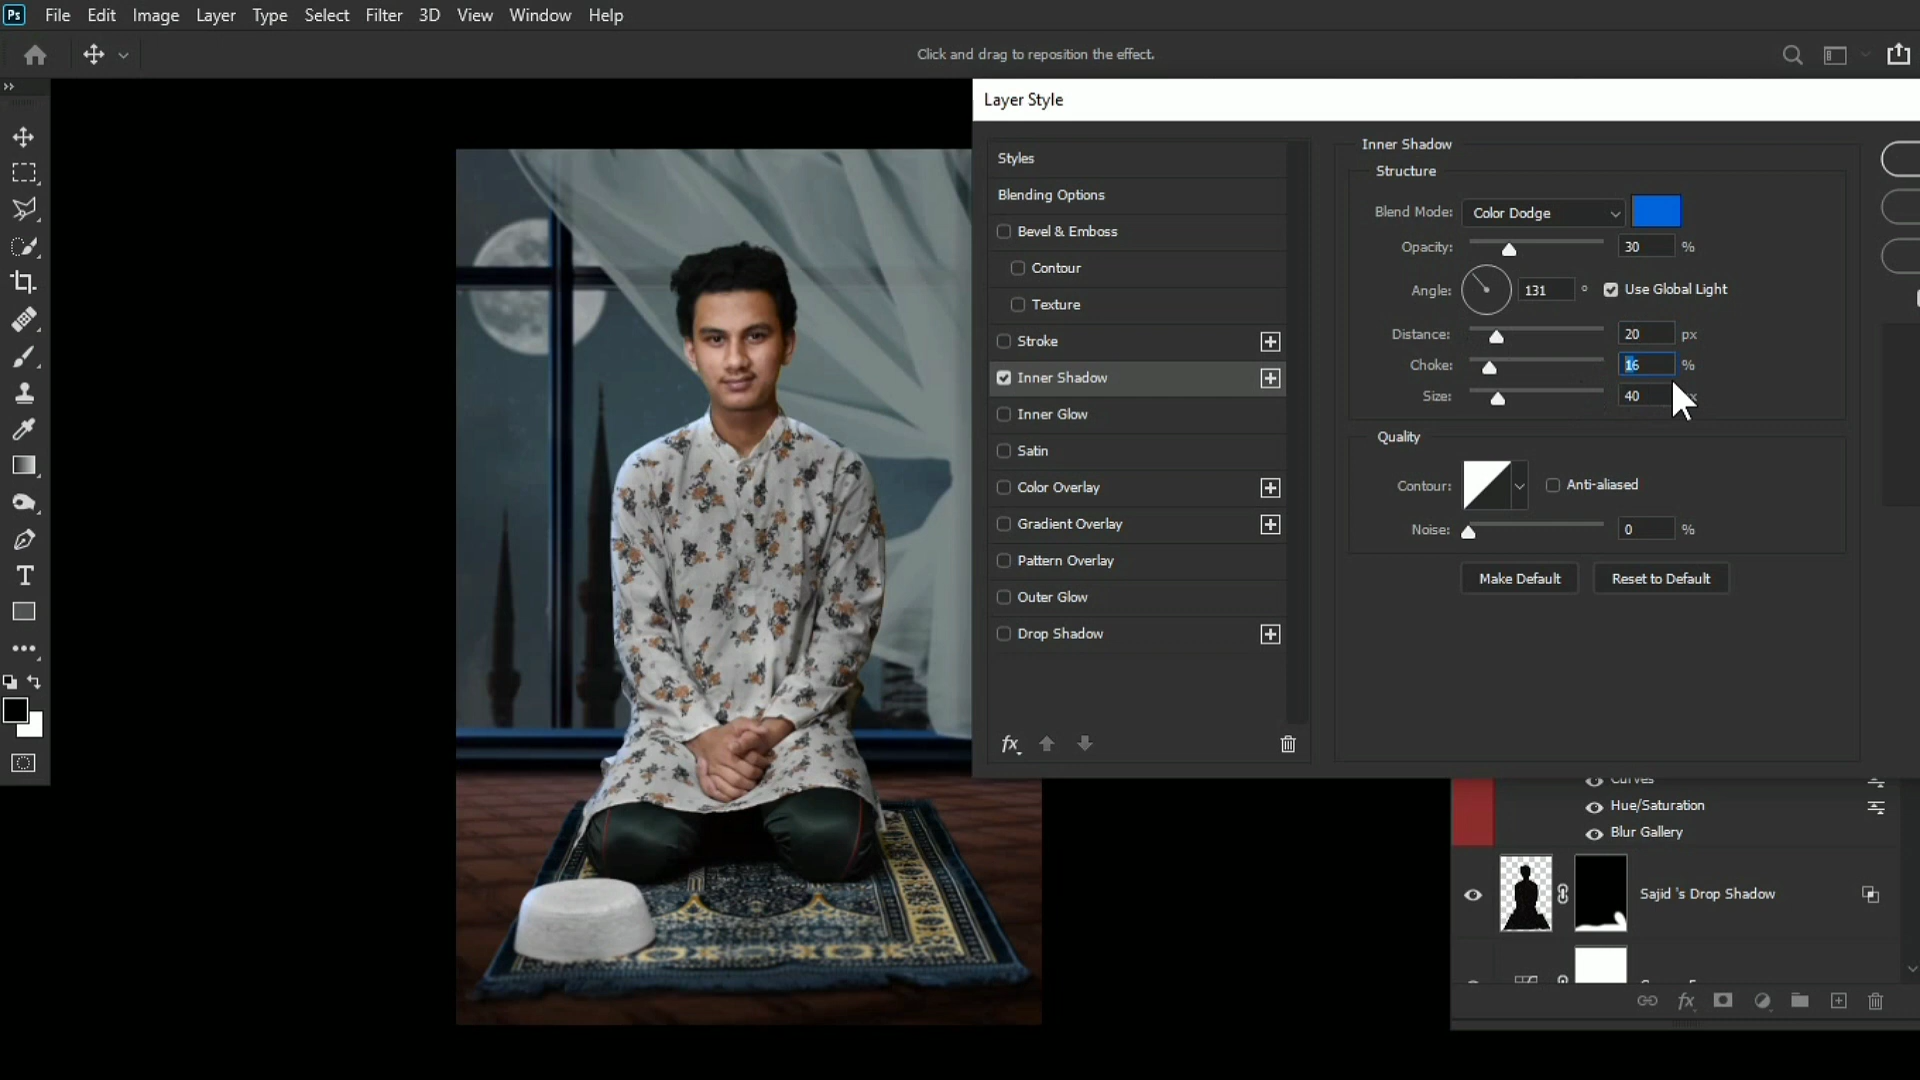 Ps File Edit Image Layer Type Select Filter 3D View Window Help
Click and drag to reposition the effect.
Layer Style
Styles
Blending Options
Bevel & Emboss
Contour
Texture
Stroke
Inner Shadow
Inner Glow
Satin
Color Overlay
Gradient Overlay
Pattern Overlay
Outer Glow
Drop Shadow
fx
Inner Shadow
Structure
Blend Mode: Color Dodge
Opacity: 30 %
Angle: 131 ° Use Global Light
Distance: 20 px
Choke: 16 %
Size: 40
Quality
Contour: Anti-aliased
Noise: 0 %
Make Default Reset to Default
Curves
Hue/Saturation
Blur Gallery
Sajid 's Drop Shadow
fx